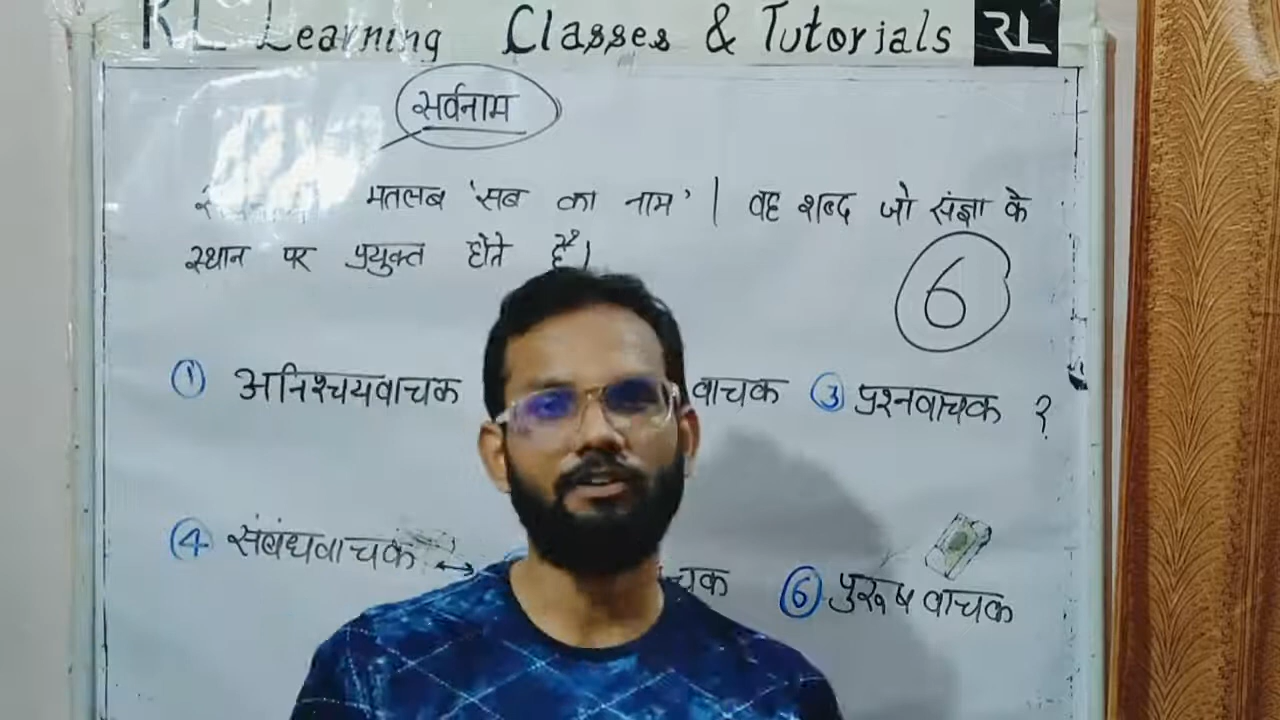 RL Learning Classes & Tutorials RL
सर्वनाम
मतलब 'सब का नाम' | वह शब्द जो संज्ञा के
स्थान पर प्रयुक्त होते हैं।
6
① अनिश्चयवाचक वाचक ③ प्रश्नवाचक ?
④ संबंधवाचक ↔ चक ⑥ पुरूषवाचक